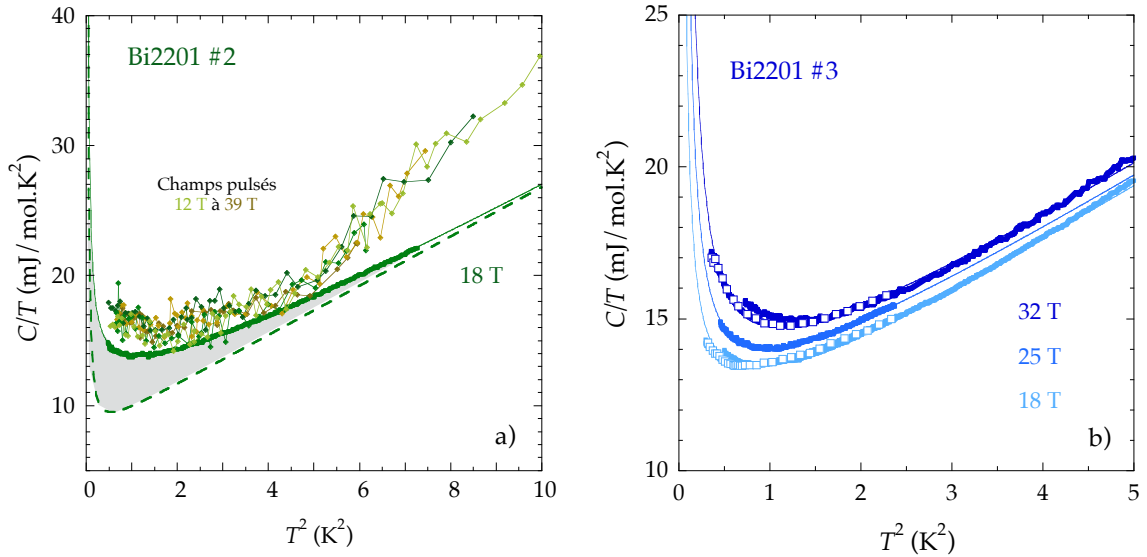 40
30
20
10
C/T (mJ/mol.K²)
Bi2201 #2
Champs pulsés
12 T à 39 T
18 T
a)
0 2 4 6 8 10
T² (K²)
25
20
15
10
C/T (mJ/mol.K²)
Bi2201 #3
32 T
25 T
18 T
b)
0 1 2 3 4 5
T² (K²)